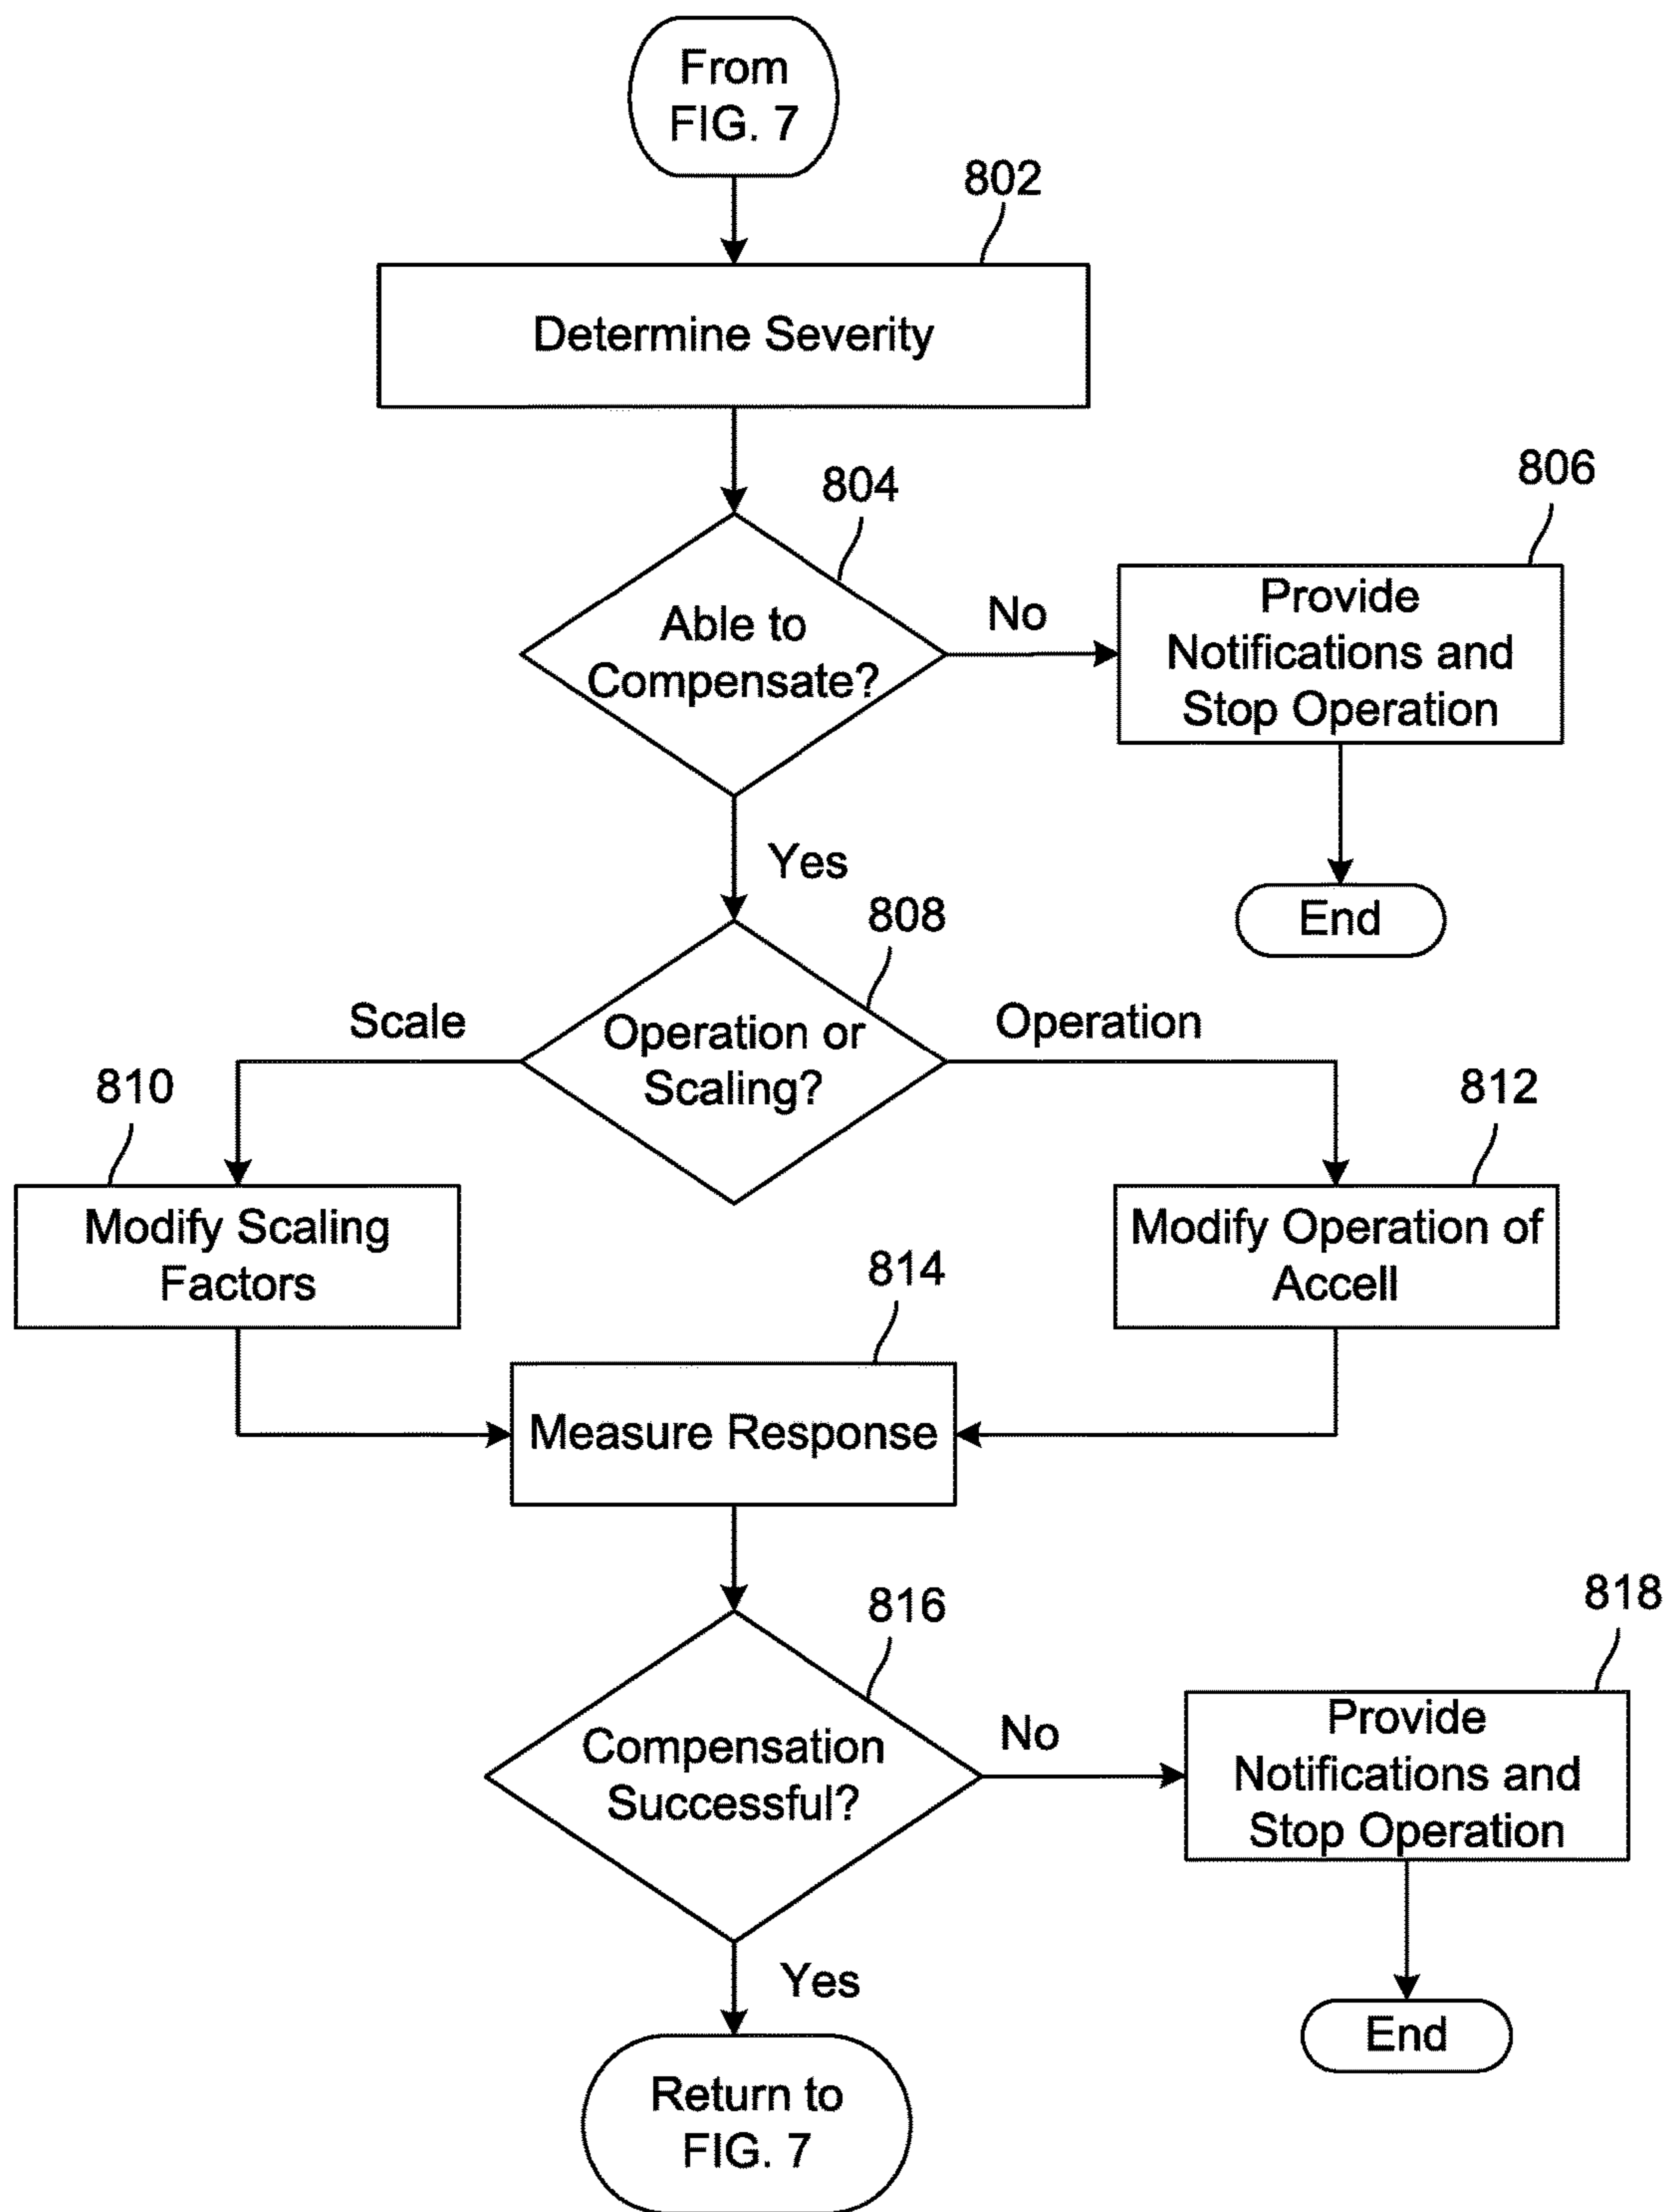 From
FIG. 7
802
Determine Severity
804
806
Able to
Compensate?
No
Provide
Notifications and
Stop Operation
Yes
End
808
Scale
Operation or
Scaling?
Operation
810
812
Modify Scaling
Factors
Modify Operation of
Accell
814
Measure Response
816
818
Compensation
Successful?
No
Provide
Notifications and
Stop Operation
Yes
End
Return to
FIG. 7